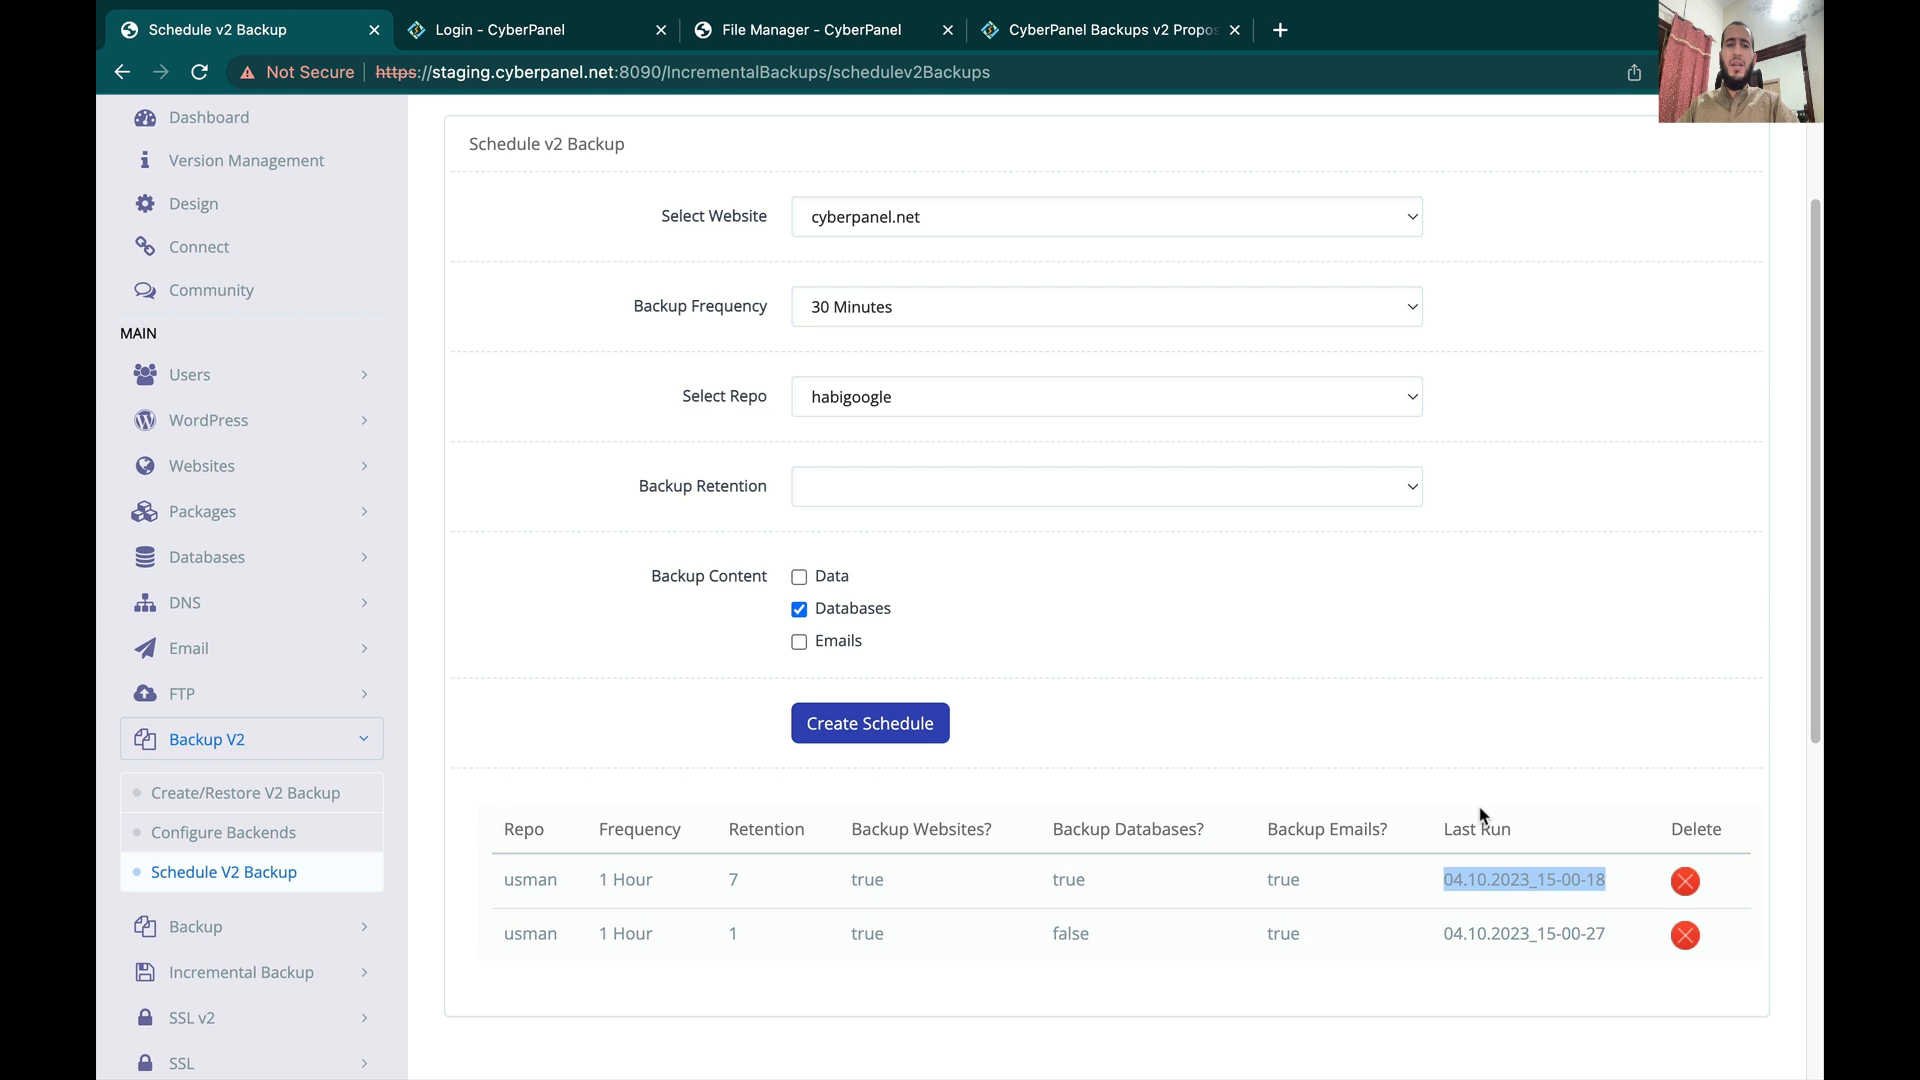 Schedule v2 Backup
Login - CyberPanel
File Manager - CyberPanel
CyberPanel Backups v2 Propos
Not Secure
https://staging.cyberpanel.net:8090/IncrementalBackups/schedulev2Backups
Dashboard
Version Management
Design
Connect
Community
MAIN
Users
WordPress
Websites
Packages
Databases
DNS
Email
FTP
Backup V2
Create/Restore V2 Backup
Configure Backends
Schedule V2 Backup
Backup
Incremental Backup
SSL v2
SSL
Schedule v2 Backup
Select Website
cyberpanel.net
Backup Frequency
30 Minutes
Select Repo
habigoogle
Backup Retention
Backup Content
Data
Databases
Emails
Create Schedule
Repo Frequency Retention Backup Websites? Backup Databases? Backup Emails? Last Run Delete
usman 1 Hour 7 true true true 04.10.2023_15-00-18
usman 1 Hour 1 true false true 04.10.2023_15-00-27